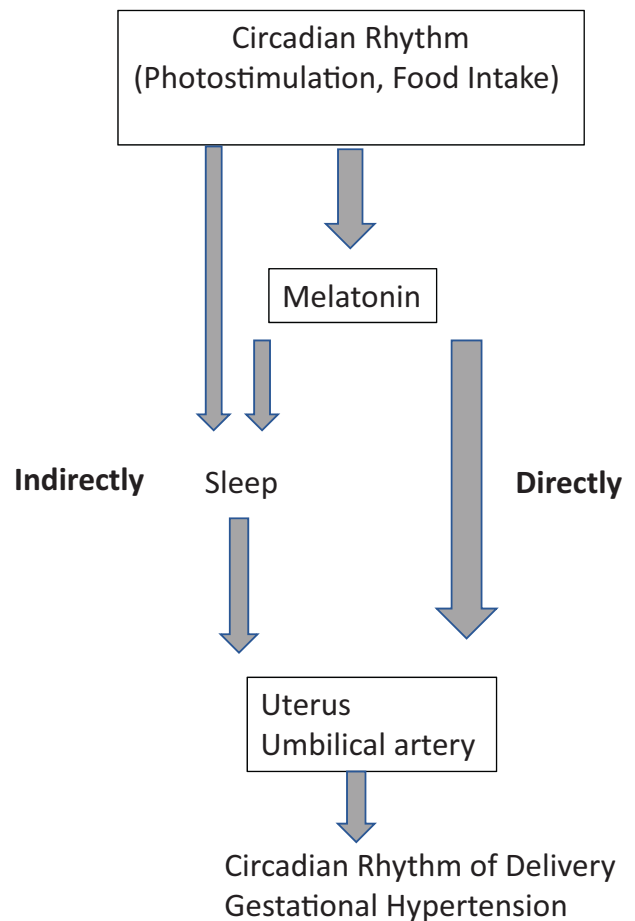 Circadian Rhythm
(Photostimulation, Food Intake)
Melatonin
Indirectly
Sleep
Directly
Uterus
Umbilical artery
Circadian Rhythm of Delivery
Gestational Hypertension